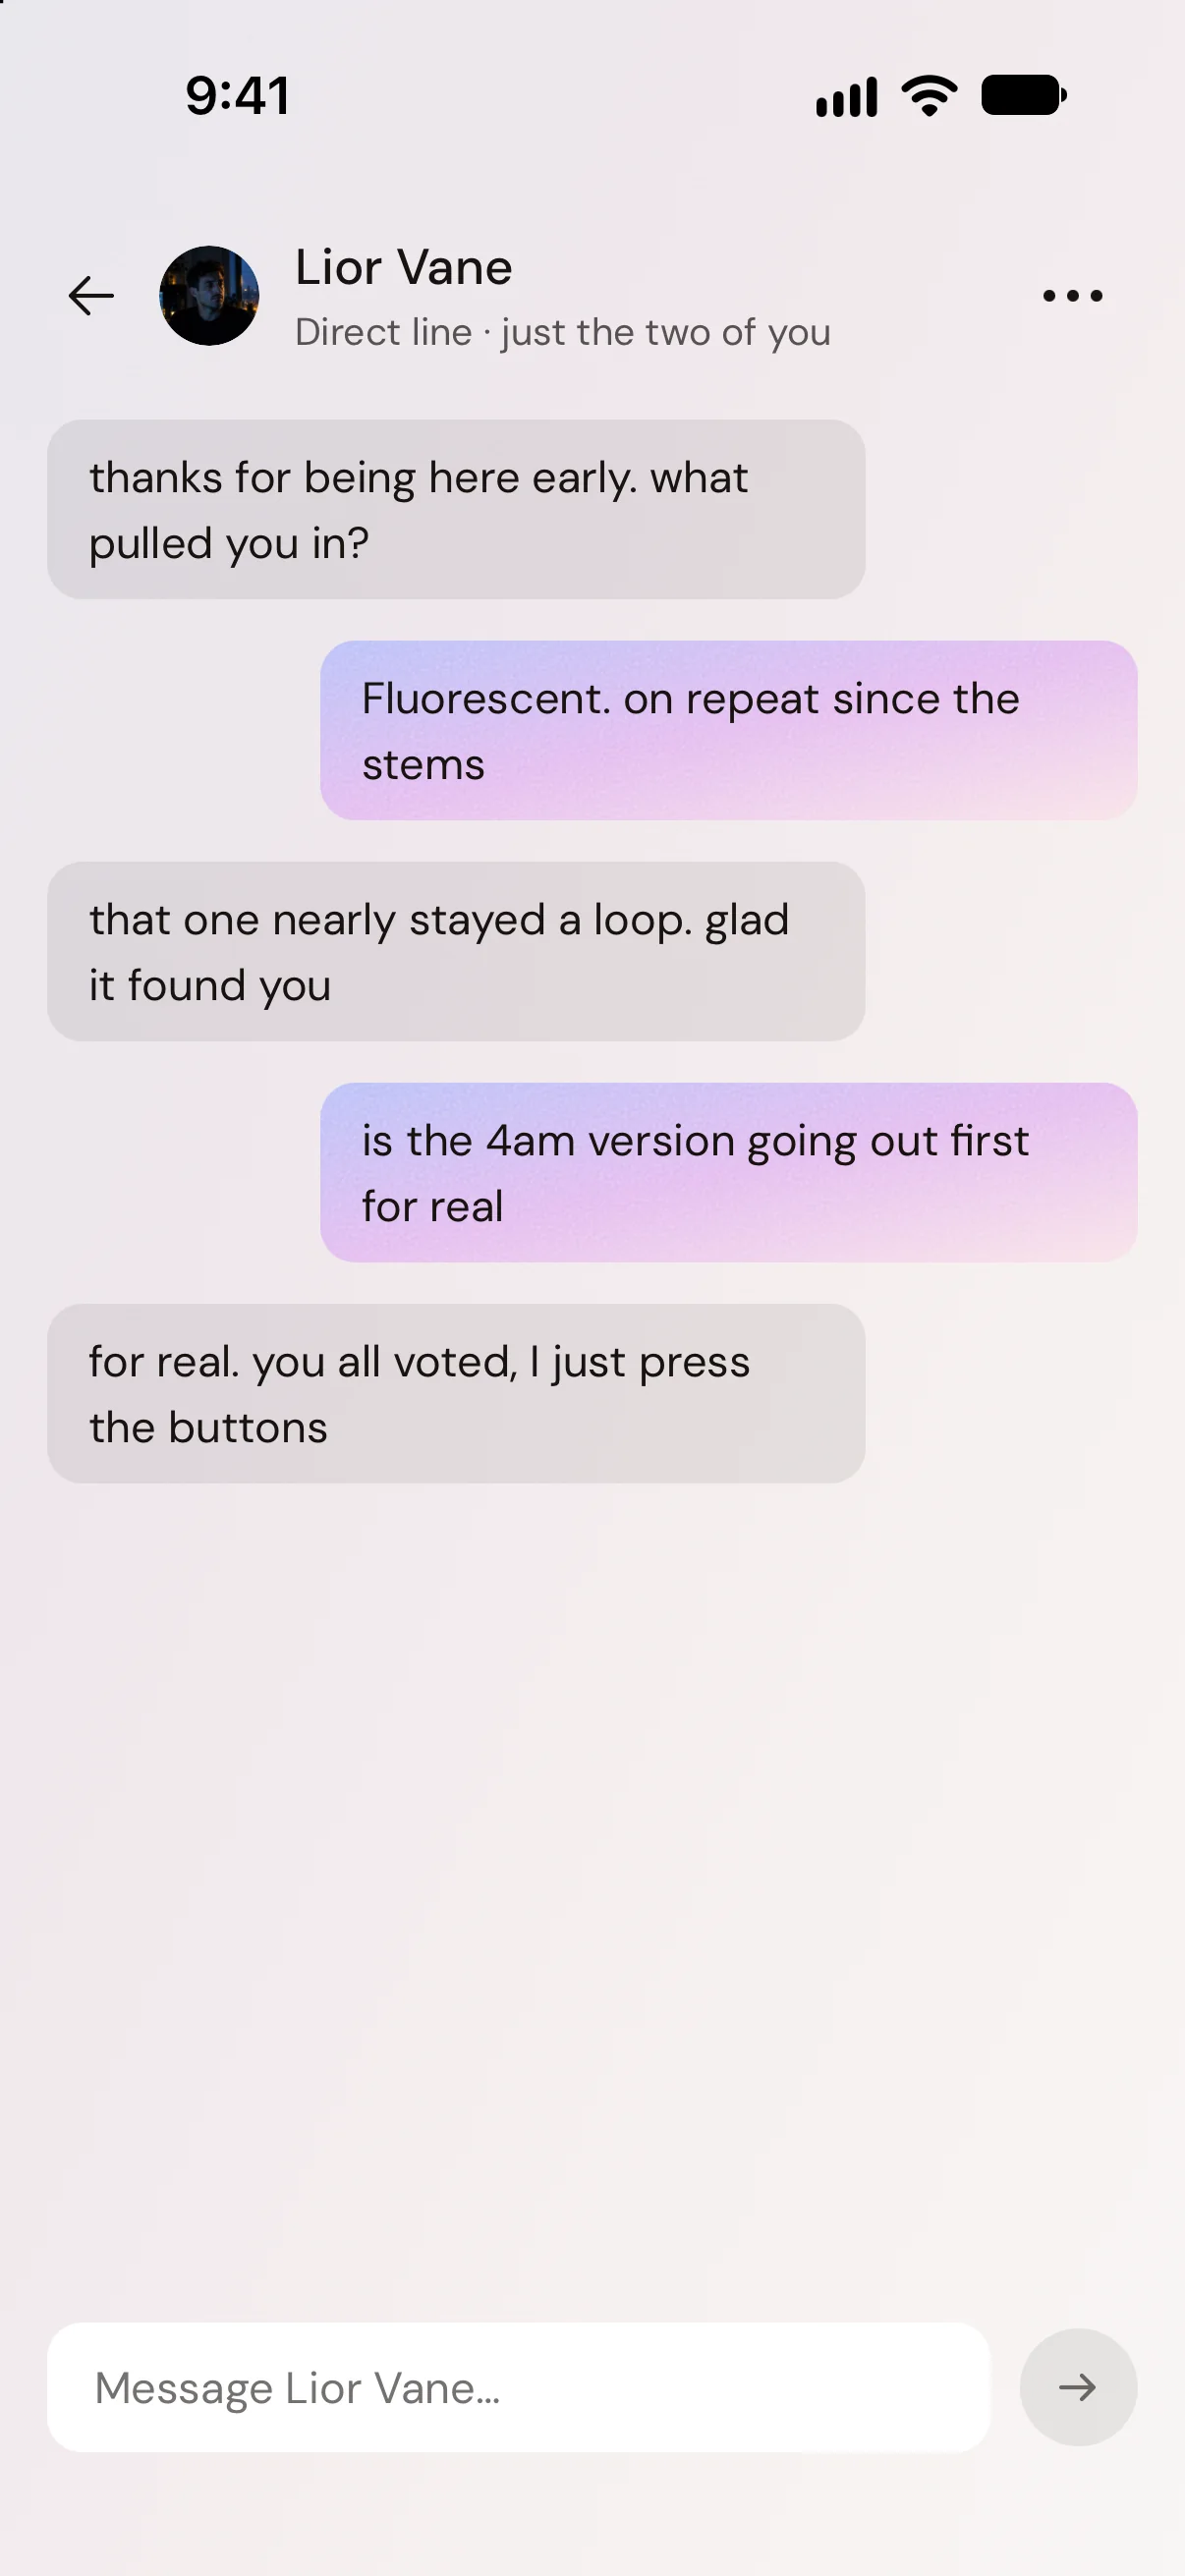 9:41
Lior Vane
Direct line · just the two of you
thanks for being here early. what
pulled you in?
Fluorescent. on repeat since the
stems
that one nearly stayed a loop. glad
it found you
is the 4am version going out first
for real
for real. you all voted, I just press
the buttons
Message Lior Vane...